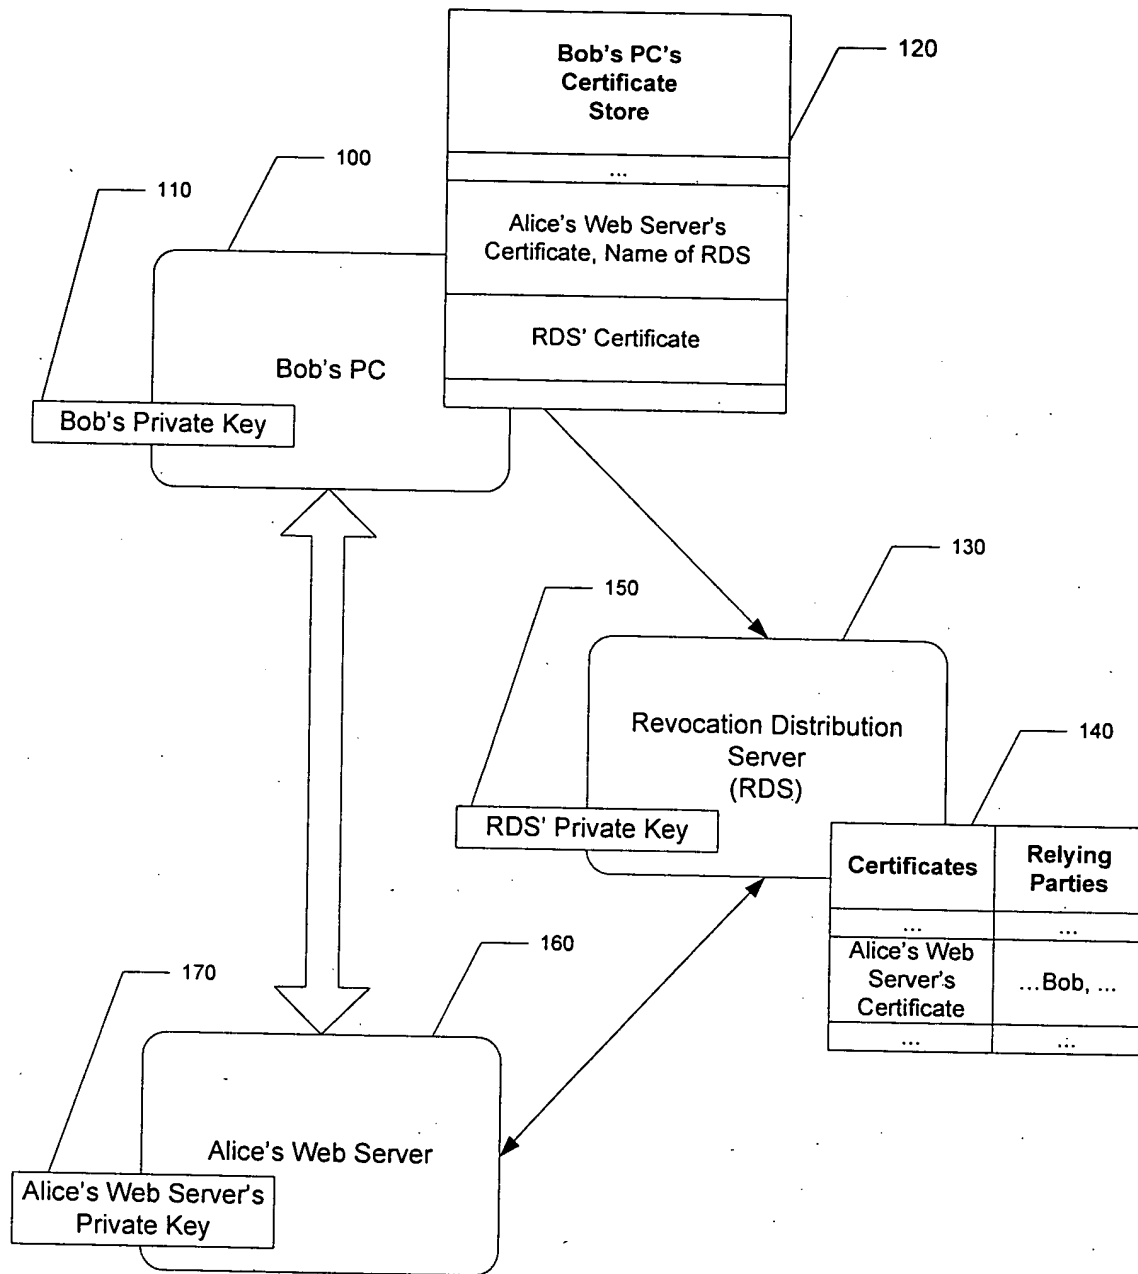 Bob's PC's
Certificate
Store
120
...
100
110
Alice's Web Server's
Certificate, Name of RDS
RDS' Certificate
Bob's PC
Bob's Private Key
130
150
Revocation Distribution
Server
(RDS)
140
RDS' Private Key
Certificates
Relying
Parties
...
...
Alice's Web
Server's
Certificate
...Bob, ...
...
...
160
170
Alice's Web Server
Alice's Web Server's
Private Key